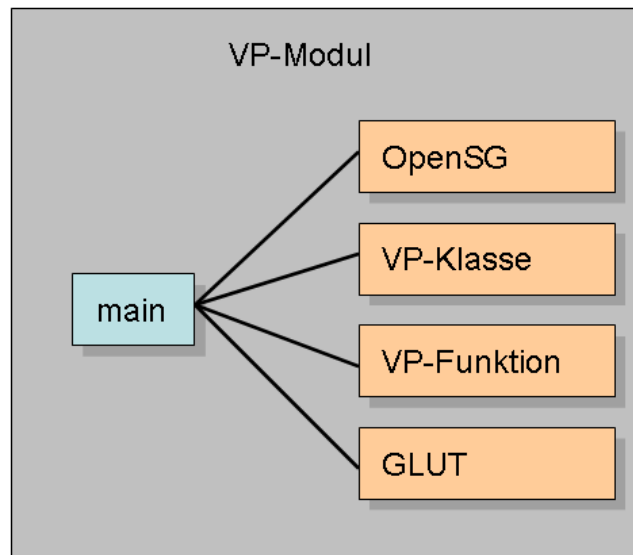 VP-Modul
OpenSG
VP-Klasse
main
VP-Funktion
GLUT